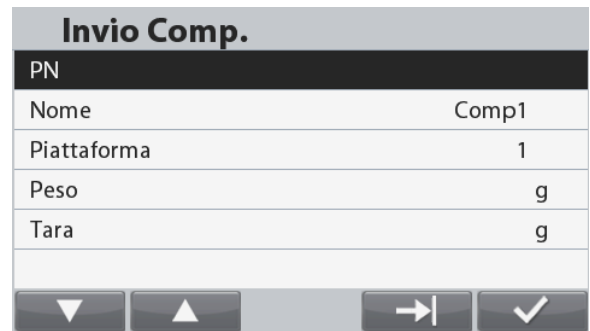 Invio Comp.
PN
Nome Comp1
Piattaforma 1
Peso g
Tara g